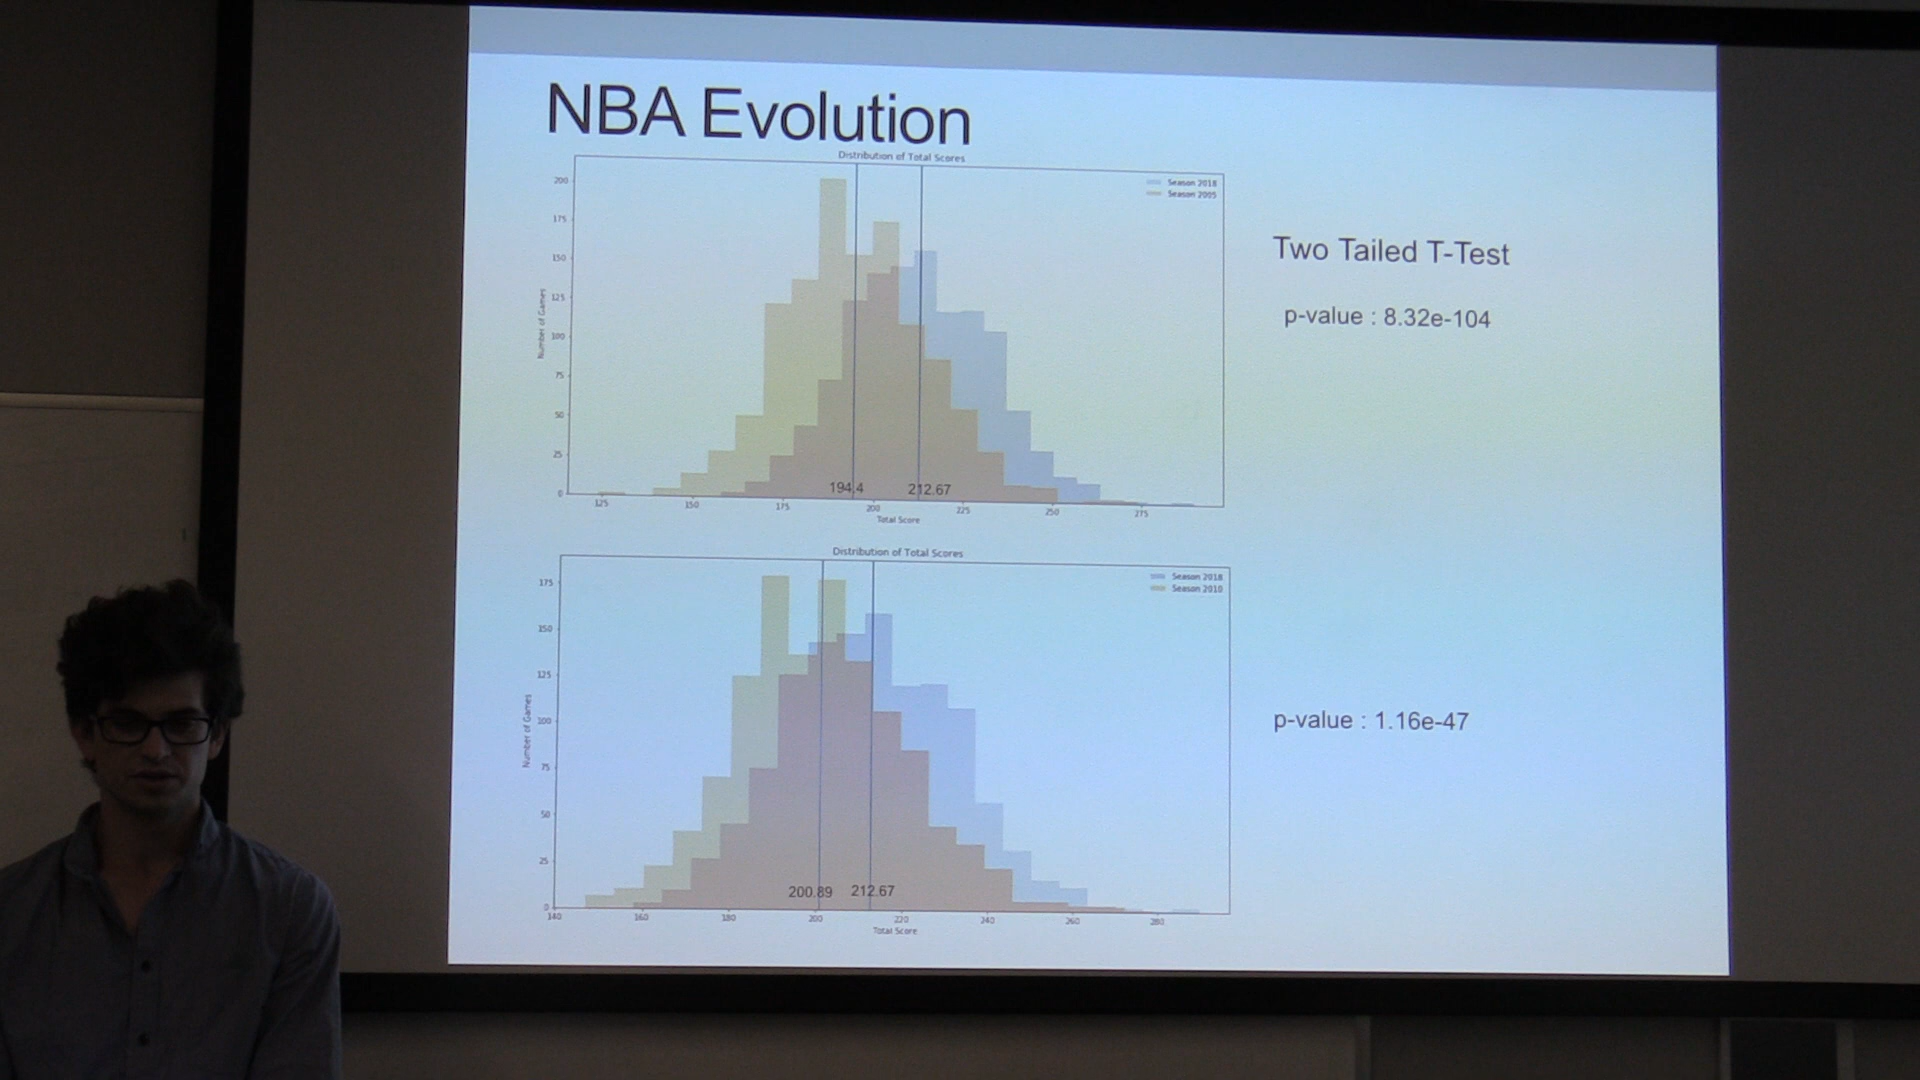 NBA Evolution
Distribution of Total Scores
Season 2018
Season 2005
200
175
150
125
100
75
50
25
0
Number of Games
194.4
212.67
125 150 175 200 225 250 275
Total Score
Two Tailed T-Test
p-value : 8.32e-104
Distribution of Total Scores
Season 2018
Season 2010
175
150
125
100
75
50
25
0
Number of Games
200.89
212.67
140 160 180 200 220 240 260 280
Total Score
p-value : 1.16e-47